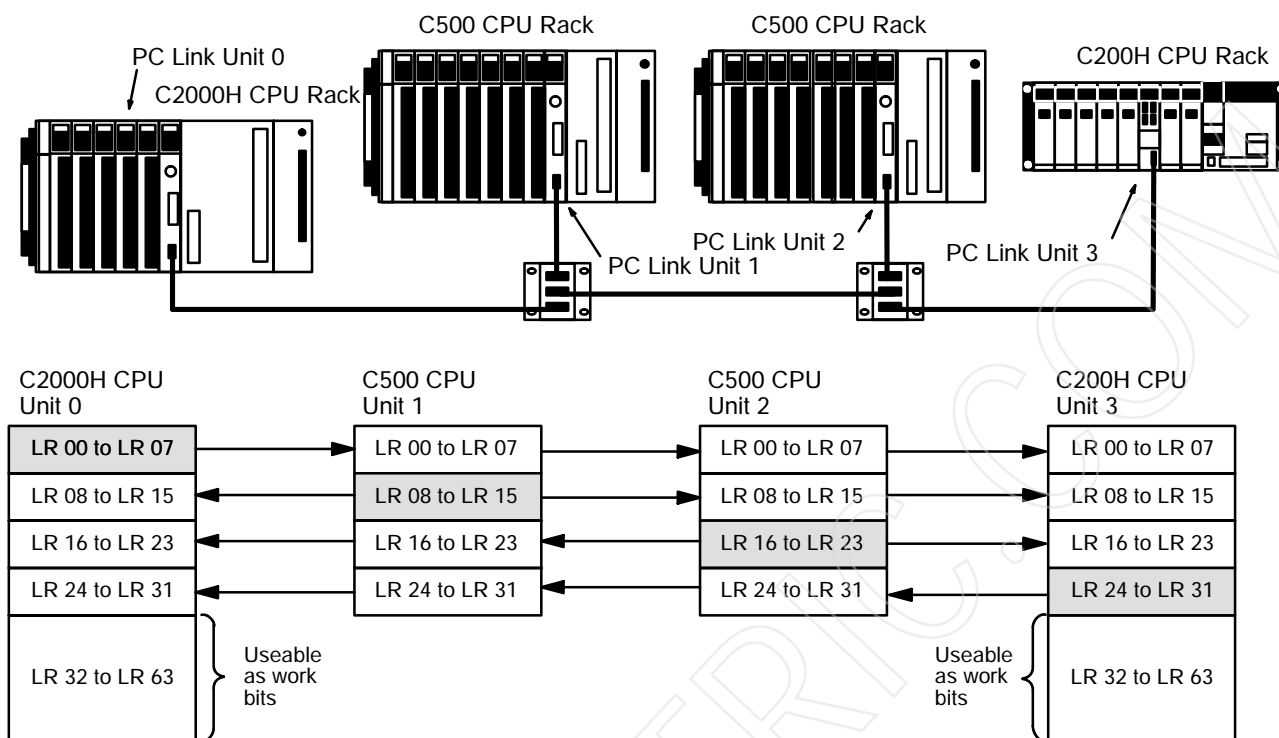 C500 CPU Rack
C500 CPU Rack
PC Link Unit 0
C200H CPU Rack
C2000H CPU Rack
PC Link Unit 2
PC Link Unit 3
PC Link Unit 1
C2000H CPU
Unit 0
C500 CPU
Unit 1
C500 CPU
Unit 2
C200H CPU
Unit 3
LR 00 to LR 07
LR 00 to LR 07
LR 00 to LR 07
LR 00 to LR 07
LR 08 to LR 15
LR 08 to LR 15
LR 08 to LR 15
LR 08 to LR 15
LR 16 to LR 23
LR 16 to LR 23
LR 16 to LR 23
LR 16 to LR 23
LR 24 to LR 31
LR 24 to LR 31
LR 24 to LR 31
LR 24 to LR 31
LR 32 to LR 63
Useable
as work
bits
Useable
as work
bits
LR 32 to LR 63
TRIC.COM